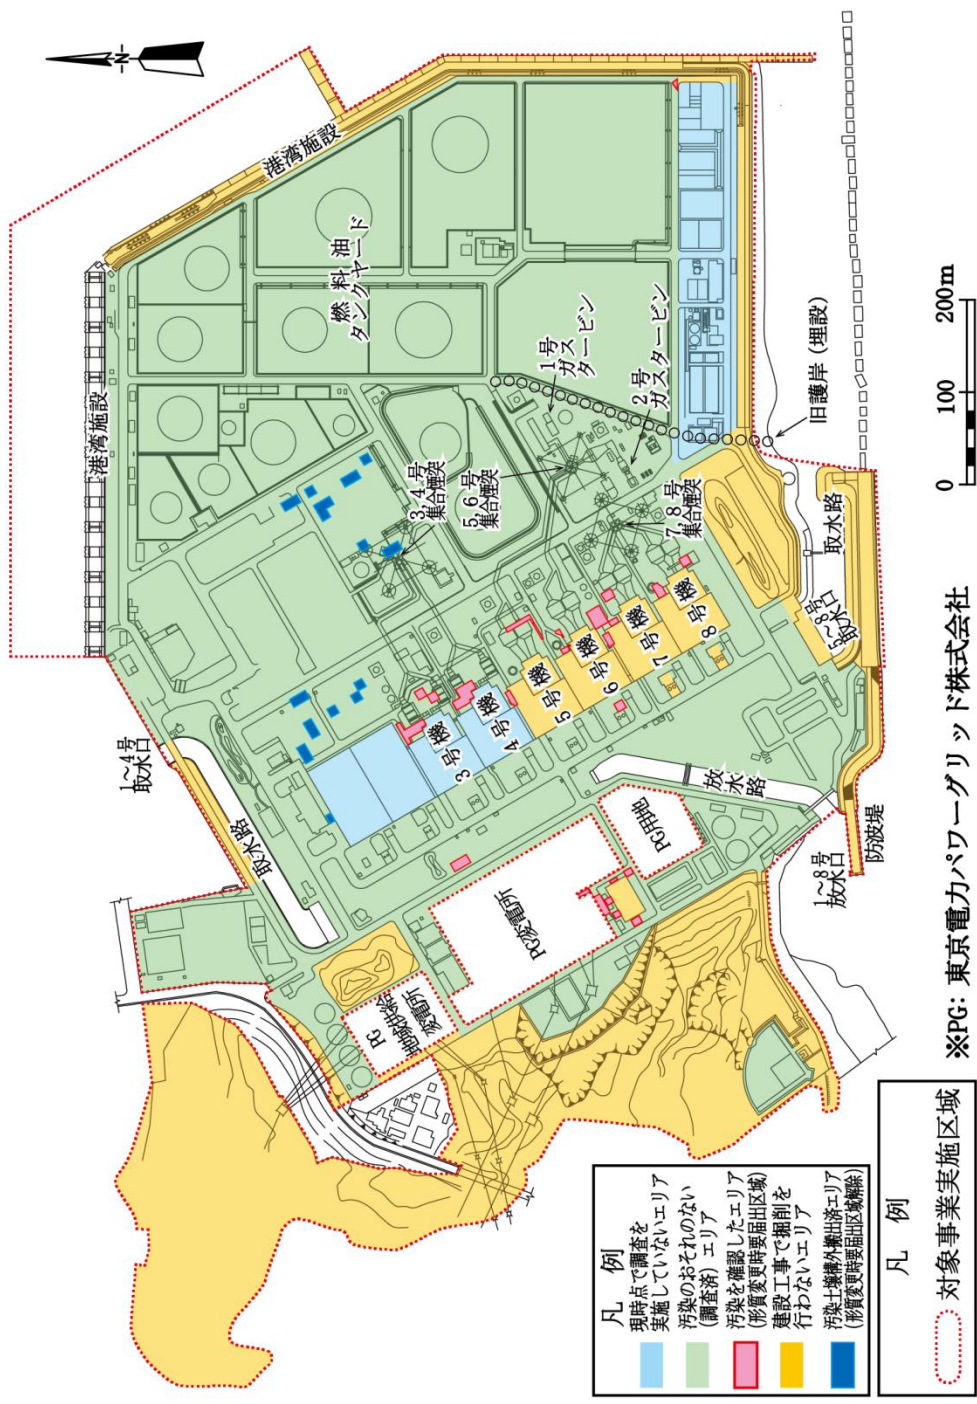 N
港湾施設
港湾施設
燃料油
タンクヤード
1号
ガス
タービン
2号
ガスタービン
3,4号
集合煙突
5,6号
集合煙突
7,8号
集合煙突
旧護岸(埋設)
1~4号
取水口
取水路
3号機
4号機
5号機
6号機
7号機
8号機
取水路
5~8号
取水口
放水路
PG用地
PG変電所
PG
地域供給
変電所
1~8号
放水口
防波堤
0 100 200m
※PG: 東京電力パワーグリッド株式会社
凡 例
現時点で調査を
実施していないエリア
汚染のおそれのない
(調査済)エリア
汚染を確認したエリア
(形質変更時要届出区域)
建設工事で掘削を
行わないエリア
汚染土壌構外搬出済エリア
(形質変更時要届出区域解除)
凡 例
対象事業実施区域